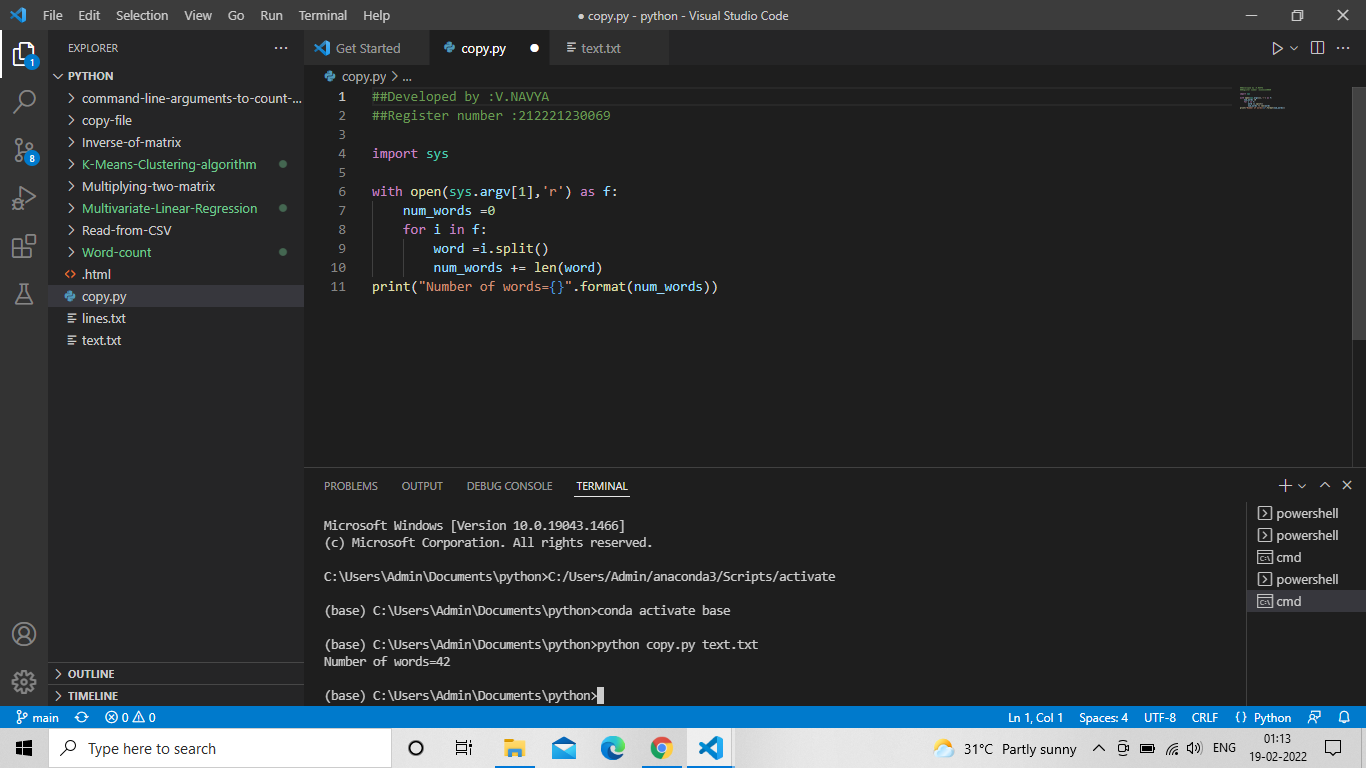 File Edit Selection View Go Run Terminal Help
● copy.py - python - Visual Studio Code
EXPLORER
PYTHON
command-line-arguments-to-count-...
copy-file
Inverse-of-matrix
K-Means-Clustering-algorithm
Multiplying-two-matrix
Multivariate-Linear-Regression
Read-from-CSV
Word-count
.html
copy.py
lines.txt
text.txt
OUTLINE
TIMELINE
1
8
Get Started
copy.py
text.txt
copy.py > ...
1 ##Developed by :V.NAVYA
2 ##Register number :212221230069
3
4 import sys
5
6 with open(sys.argv[1],'r') as f:
7 num_words =0
8 for i in f:
9 word =i.split()
10 num_words += len(word)
11 print("Number of words={}".format(num_words))
PROBLEMS OUTPUT DEBUG CONSOLE TERMINAL
Microsoft Windows [Version 10.0.19043.1466]
(c) Microsoft Corporation. All rights reserved.
C:\Users\Admin\Documents\python>C:/Users/Admin/anaconda3/Scripts/activate
(base) C:\Users\Admin\Documents\python>conda activate base
(base) C:\Users\Admin\Documents\python>python copy.py text.txt
Number of words=42
(base) C:\Users\Admin\Documents\python>
powershell
powershell
cmd
powershell
cmd
main 0 0 Ln 1, Col 1 Spaces: 4 UTF-8 CRLF {} Python
Type here to search
31°C Partly sunny
ENG
01:13
19-02-2022